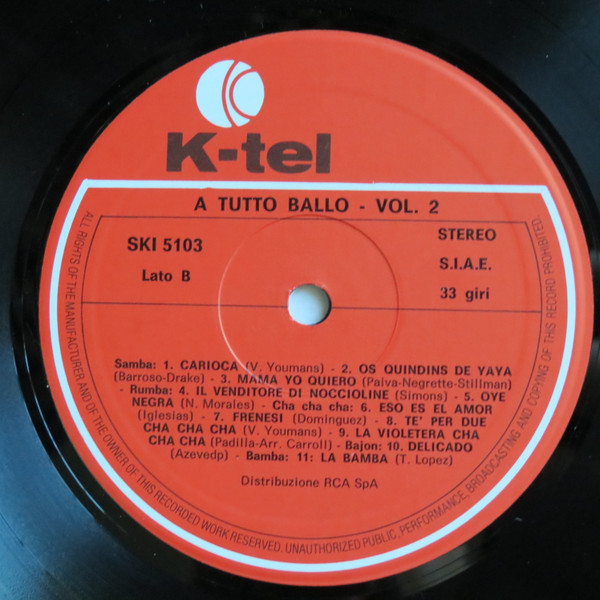 K-tel
A TUTTO BALLO - VOL. 2
SKI 5103
STEREO
Lato B
S.I.A.E.
33 giri
Samba: 1. CARIOCA (V. Youmans) - 2. OS QUINDINS DE YAYA
(Barroso-Drake) - 3. MAMA YO QUIERO (Paiva-Negrette-Stillman)
- Rumba: 4. IL VENDITORE DI NOCCIOLINE (Simons) - 5. OYE
NEGRA (N. Morales) - Cha cha cha: 6. ESO ES EL AMOR
(Iglesias) - 7. FRENESI (Dominguez) - 8. TE' PER DUE
CHA CHA CHA (V. Youmans) - 9. LA VIOLETERA CHA
CHA CHA (Padilla-Arr. Carroll) - Bajon: 10. DELICADO
(Azevedp) - Bamba: 11: LA BAMBA (T. Lopez)
Distribuzione RCA SpA
ALL RIGHTS OF THE MANUFACTURER AND OF THE OWNER OF THIS RECORDED WORK RESERVED. UNAUTHORIZED PUBLIC, PERFORMANCE, BROADCASTING AND COPYING OF THIS RECORD PROHIBITED.